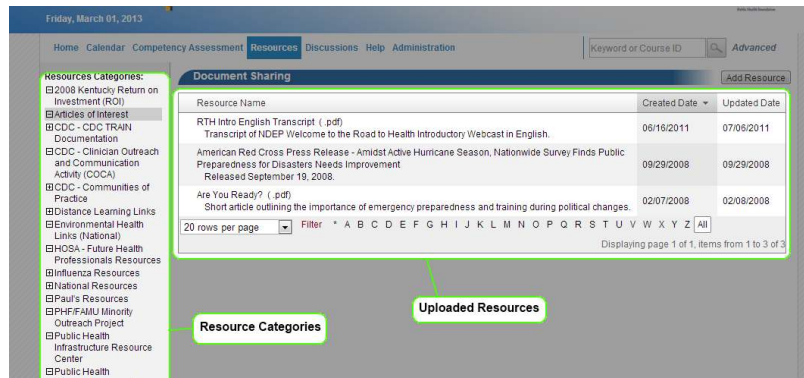 Friday, March 01, 2013
Home Calendar Competency Assessment Resources Discussions Help Administration
Keyword or Course ID
Advanced
Resources Categories:
2008 Kentucky Return on
Investment (ROI)
Articles of Interest
CDC - CDC TRAIN
Documentation
CDC - Clinician Outreach
and Communication
Activity (COCA)
CDC - Communities of
Practice
Distance Learning Links
Environmental Health
Links (National)
HOSA - Future Health
Professionals Resources
Influenza Resources
National Resources
Paul's Resources
PHF/FAMU Minority
Outreach Project
Public Health
Infrastructure Resource
Center
Public Health
Document Sharing
Add Resource
Resource Name Created Date Updated Date
RTH Intro English Transcript ( .pdf)
Transcript of NDEP Welcome to the Road to Health Introductory Webcast in English.
06/16/2011 07/06/2011
American Red Cross Press Release - Amidst Active Hurricane Season, Nationwide Survey Finds Public
Preparedness for Disasters Needs Improvement
Released September 19, 2008.
09/29/2008 09/29/2008
Are You Ready? ( .pdf)
Short article outlining the importance of emergency preparedness and training during political changes.
02/07/2008 02/08/2008
20 rows per page Filter * A B C D E F G H I J K L M N O P Q R S T U V W X Y Z All
Displaying page 1 of 1, items from 1 to 3 of 3
Uploaded Resources
Resource Categories